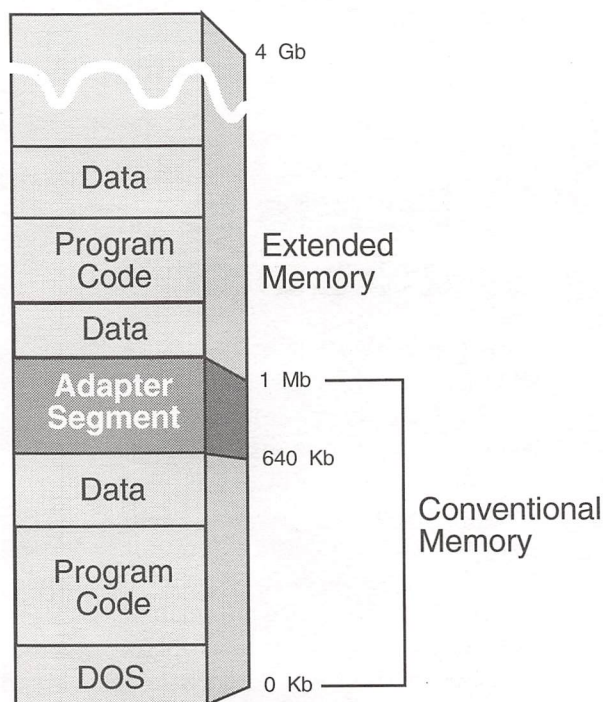 4 Gb
Data
Program
Code
Extended
Memory
Data
Adapter
Segment
1 Mb
640 Kb
Data
Conventional
Memory
Program
Code
DOS
0 Kb